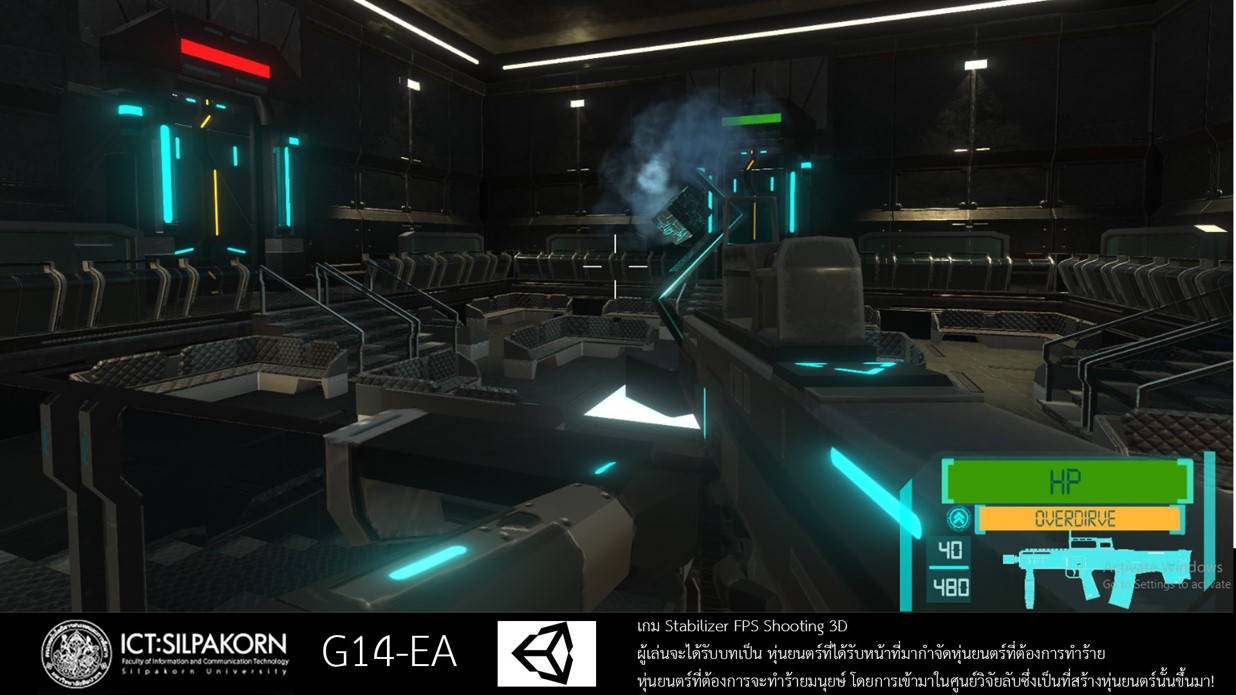 HP
OVERDIRVE
40
480
Activate Windows
Go to Settings to activate
ICT:SILPAKORN
Faculty of Information and Communication Technology
Silpakorn University
G14-EA
เกม Stabilizer FPS Shooting 3D
ผู้เล่นจะได้รับบทเป็น หุ่นยนตร์ที่ได้รับหน้าที่มากำจัดหุ่นยนตร์ที่ต้องการทำร้าย
หุ่นยนตร์ที่ต้องการจะทำร้ายมนุษย์ โดยการเข้ามาในศูนย์วิจัยลับซึ่งเป็นที่สร้างหุ่นยนตร์นั้นขึ้นมา!